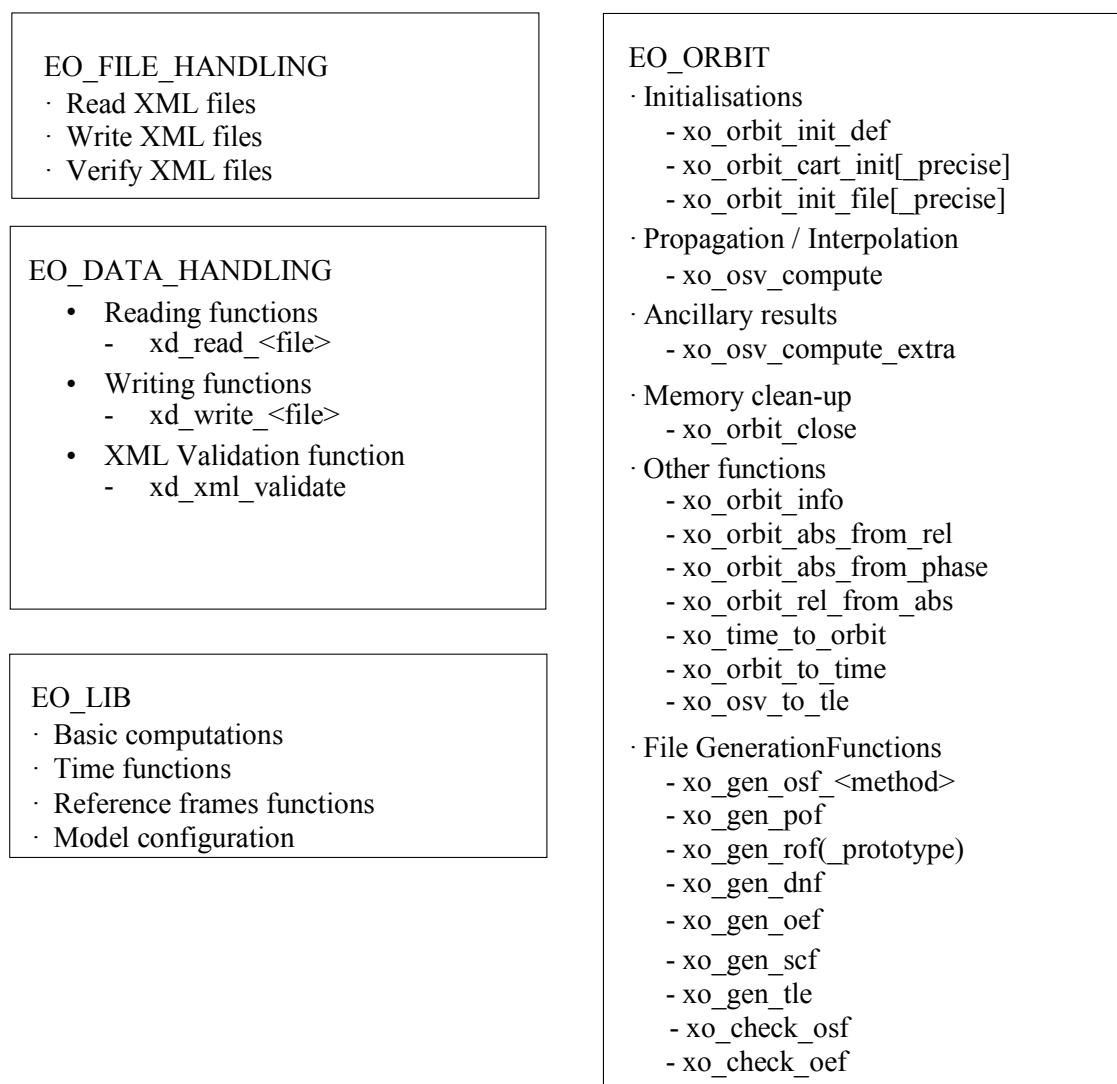 EO_FILE_HANDLING
· Read XML files
· Write XML files
· Verify XML files
EO_DATA_HANDLING
• Reading functions
- xd_read_<file>
• Writing functions
- xd_write_<file>
• XML Validation function
- xd_xml_validate
EO_LIB
· Basic computations
· Time functions
· Reference frames functions
· Model configuration
EO_ORBIT
· Initialisations
- xo_orbit_init_def
- xo_orbit_cart_init[_precise]
- xo_orbit_init_file[_precise]
· Propagation / Interpolation
- xo_osv_compute
· Ancillary results
- xo_osv_compute_extra
· Memory clean-up
- xo_orbit_close
· Other functions
- xo_orbit_info
- xo_orbit_abs_from_rel
- xo_orbit_abs_from_phase
- xo_orbit_rel_from_abs
- xo_time_to_orbit
- xo_orbit_to_time
- xo_osv_to_tle
· File GenerationFunctions
- xo_gen_osf_<method>
- xo_gen_pof
- xo_gen_rof(_prototype)
- xo_gen_dnf
- xo_gen_oef
- xo_gen_scf
- xo_gen_tle
- xo_check_osf
- xo_check_oef